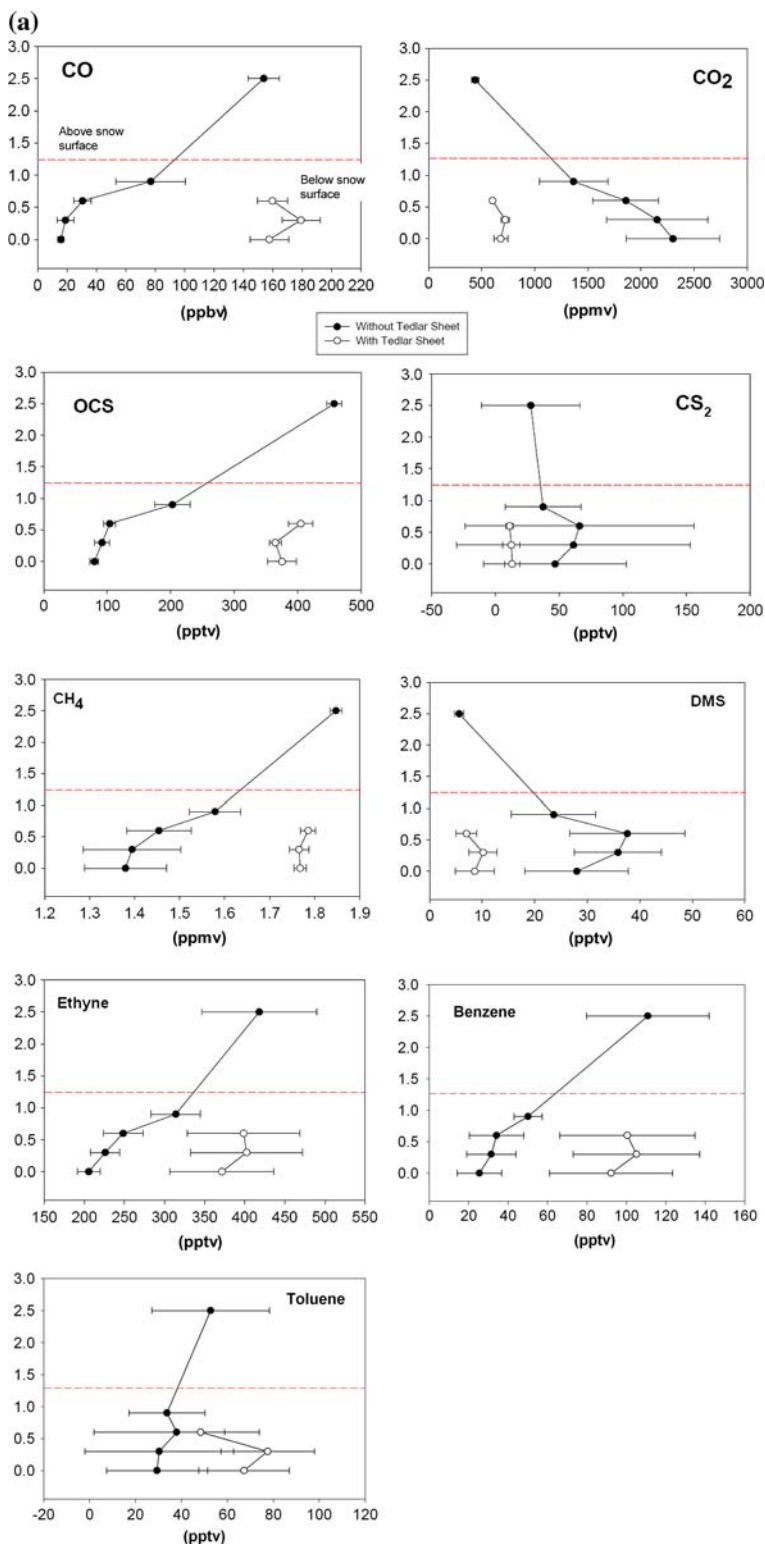 (a)
3.0
2.5
2.0
1.5
1.0
0.5
0.0
CO
Above snow
surface
Below snow
surface
0 20 40 60 80 100 120 140 160 180 200 220
(ppbv)
3.0
2.5
2.0
1.5
1.0
0.5
0.0
CO2
0 500 1000 1500 2000 2500 3000
(ppmv)
Without Tedlar Sheet
With Tedlar Sheet
3.0
2.5
2.0
1.5
1.0
0.5
0.0
OCS
0 100 200 300 400 500
(pptv)
3.0
2.5
2.0
1.5
1.0
0.5
0.0
CS2
-50 0 50 100 150 200
(pptv)
3.0
2.5
2.0
1.5
1.0
0.5
0.0
CH4
1.2 1.3 1.4 1.5 1.6 1.7 1.8 1.9
(ppmv)
3.0
2.5
2.0
1.5
1.0
0.5
0.0
DMS
0 10 20 30 40 50 60
(pptv)
3.0
2.5
2.0
1.5
1.0
0.5
0.0
Ethyne
150 200 250 300 350 400 450 500 550
(pptv)
3.0
2.5
2.0
1.5
1.0
0.5
0.0
Benzene
0 20 40 60 80 100 120 140 160
(pptv)
3.0
2.5
2.0
1.5
1.0
0.5
0.0
Toluene
-20 0 20 40 60 80 100 120
(pptv)